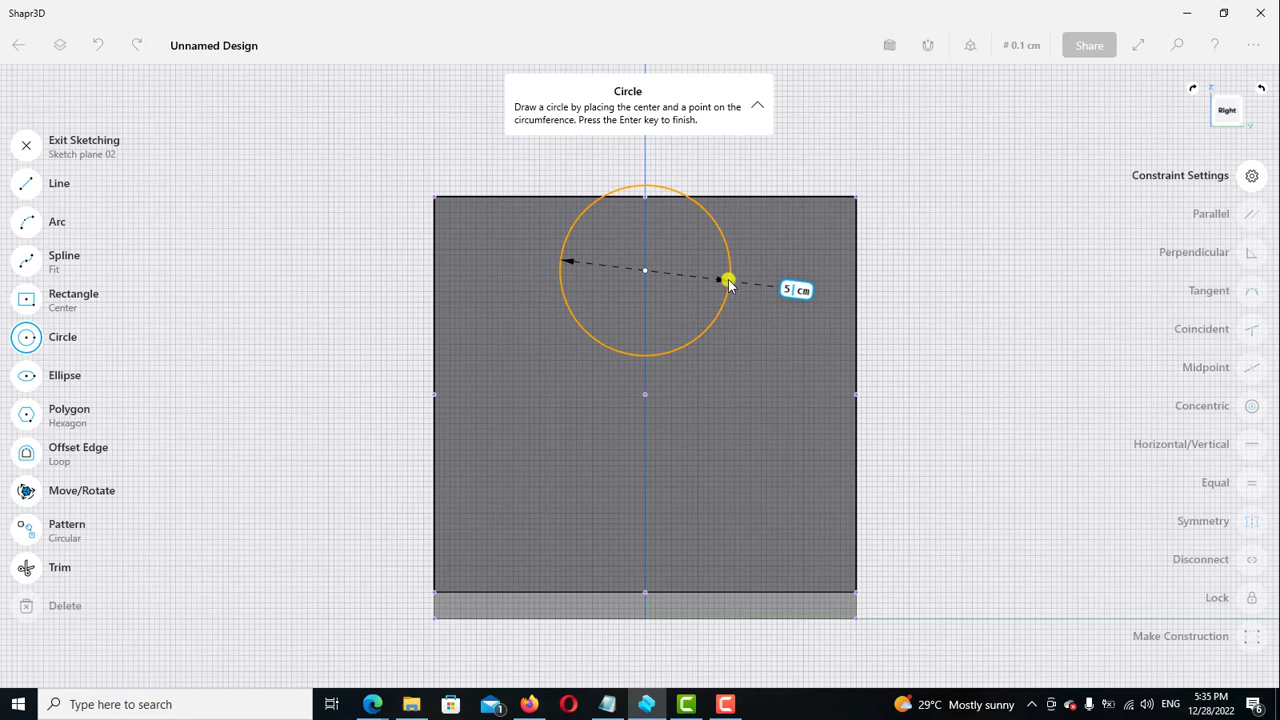 Shapr3D
Unnamed Design
# 0.1 cm
Share
Circle
Draw a circle by placing the center and a point on the
circumference. Press the Enter key to finish.
Z
Right
Y
Exit Sketching
Sketch plane 02
Line
Arc
Spline
Fit
Rectangle
Center
Circle
Ellipse
Polygon
Hexagon
Offset Edge
Loop
Move/Rotate
Pattern
Circular
Trim
Delete
5 cm
Constraint Settings
Parallel
Perpendicular
Tangent
Coincident
Midpoint
Concentric
Horizontal/Vertical
Equal
Symmetry
Disconnect
Lock
Make Construction
Type here to search
1
29°C Mostly sunny
ENG
5:35 PM
12/28/2022
6